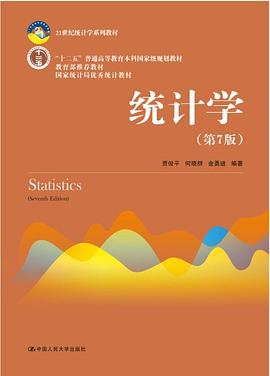 21世纪统计学系列教材
“十二五”普通高等教育本科国家级规划教材
教育部推荐教材
国家统计局优秀统计教材
统计学
(第7版)
贾俊平 何晓群 金勇进 编著
Statistics
(Seventh Edition)
中国人民大学出版社